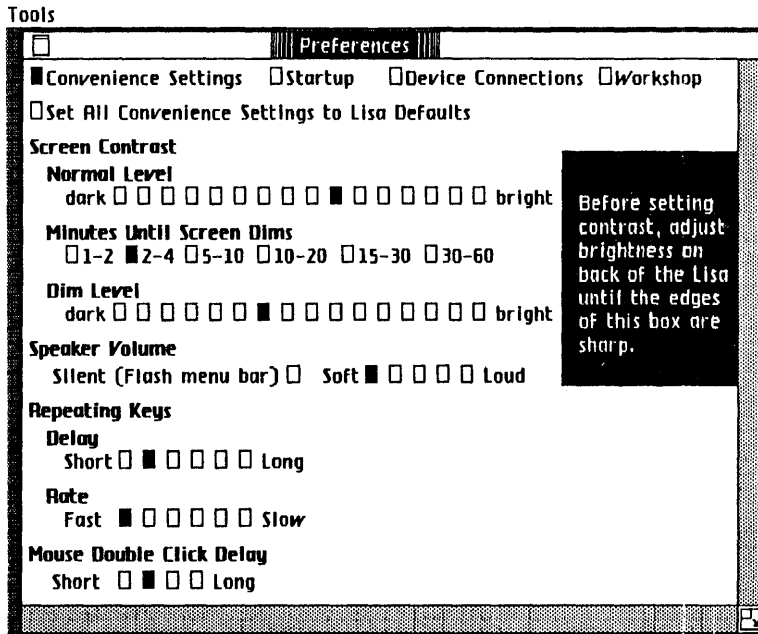 Tools
Preferences
Convenience Settings Startup Device Connections Workshop
Set All Convenience Settings to Lisa Defaults
Screen Contrast
Normal Level
dark bright
Minutes Until Screen Dims
1-2 2-4 5-10 10-20 15-30 30-60
Dim Level
dark bright
Speaker Volume
Silent (Flash menu bar) Soft Loud
Repeating Keys
Delay
Short Long
Rate
Fast Slow
Mouse Double Click Delay
Short Long
Before setting
contrast, adjust
brightness on
back of the Lisa
until the edges
of this box are
sharp.